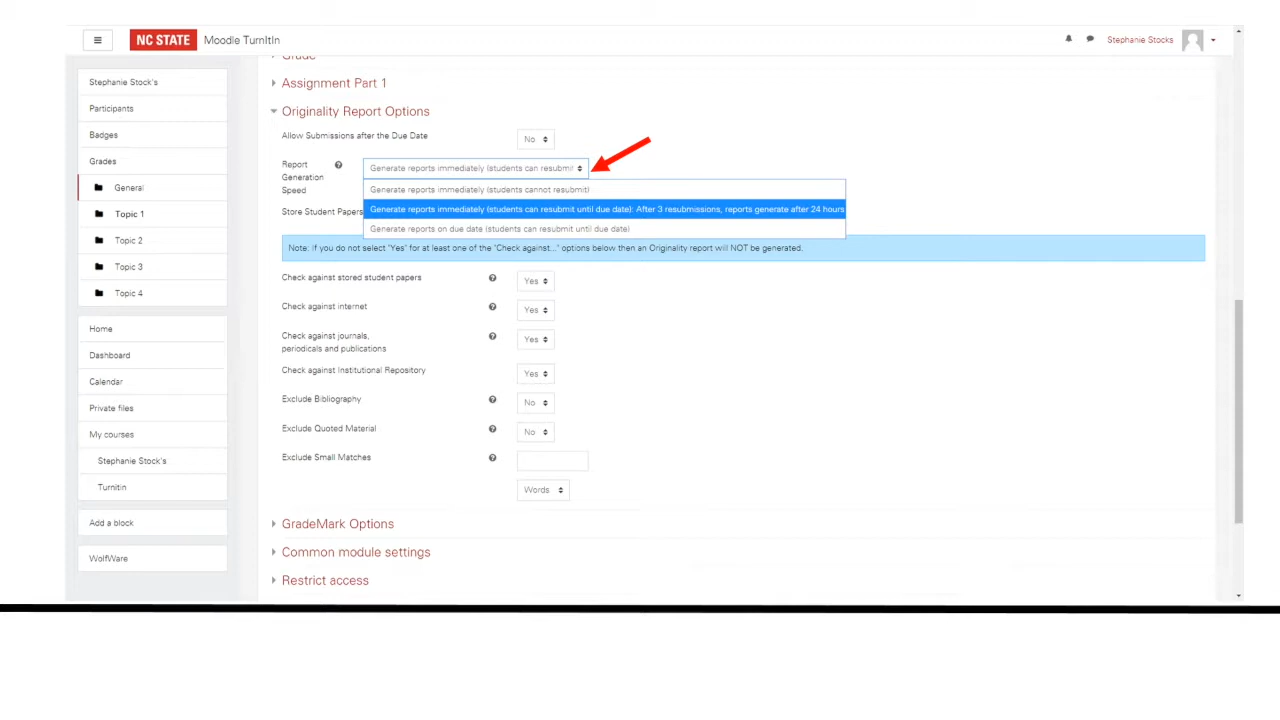 NC STATE Moodle TurnItIn
Stephanie Stocks
Stephanie Stock's
Participants
Badges
Grades
General
Topic 1
Topic 2
Topic 3
Topic 4
Home
Dashboard
Calendar
Private files
My courses
Stephanie Stock's
Turnitin
Add a block
WolfWare
Grade
Assignment Part 1
Originality Report Options
Allow Submissions after the Due Date
No
Report
Generation
Speed
Generate reports immediately (students can resubmi
Generate reports immediately (students cannot resubmit)
Generate reports immediately (students can resubmit until due date): After 3 resubmissions, reports generate after 24 hours
Generate reports on due date (students can resubmit until due date)
Store Student Papers
Note: if you do not select "Yes" for at least one of the "Check against..." options below then an Originality report will NOT be generated.
Check against stored student papers
Yes
Check against internet
Yes
Check against journals,
periodicals and publications
Yes
Check against Institutional Repository
Yes
Exclude Bibliography
No
Exclude Quoted Material
No
Exclude Small Matches
Words
GradeMark Options
Common module settings
Restrict access